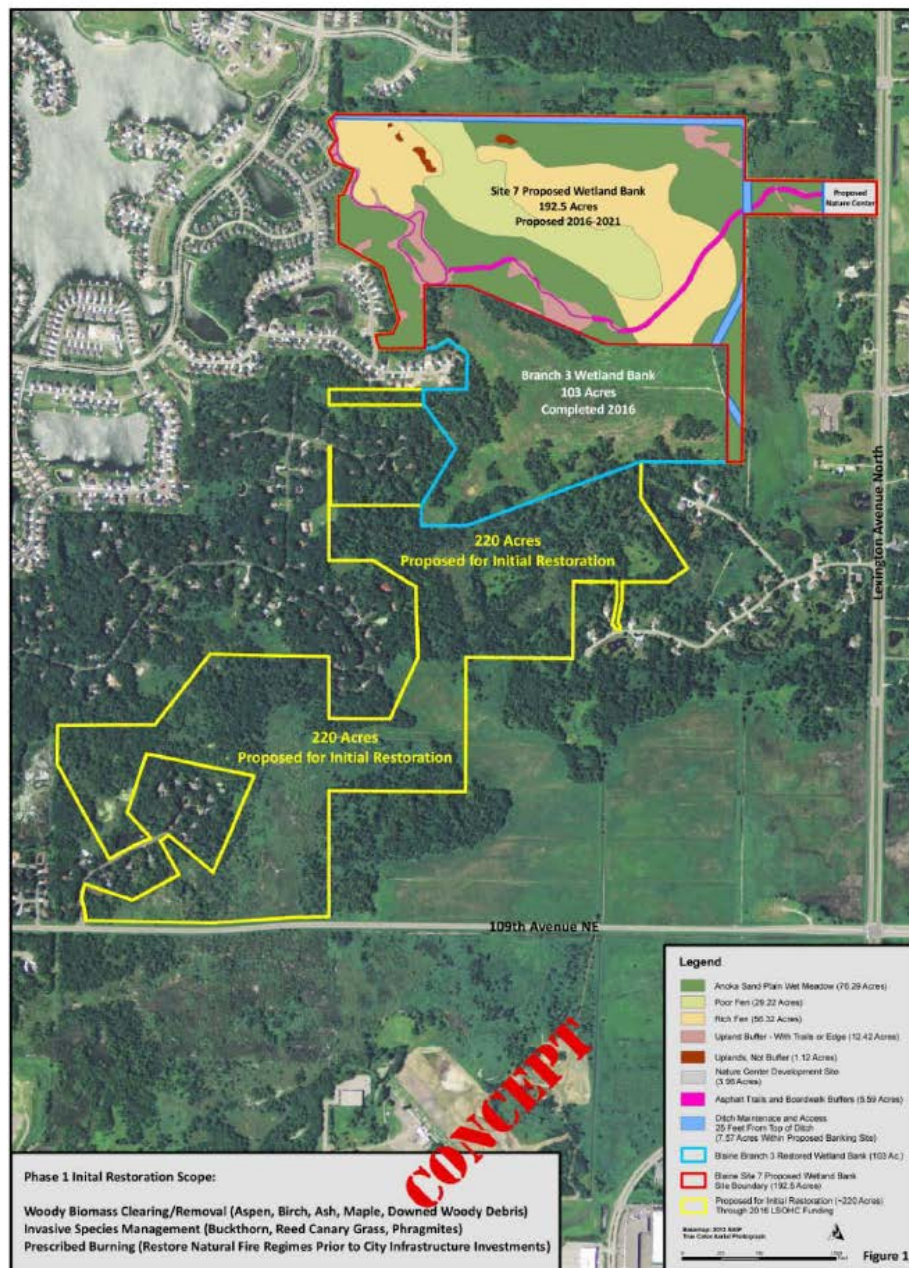 Site 7 Proposed Wetland Bank
192.5 Acres
Proposed 2016-2021
Proposed
Nature Center
Branch 3 Wetland Bank
103 Acres
Completed 2016
Lexington Avenue North
220 Acres
Proposed for Initial Restoration
220 Acres
Proposed for Initial Restoration
109th Avenue NE
CONCEPT
Legend
Anoka Sand Plain Wet Meadow (76.29 Acres)
Poor Fen (29.22 Acres)
Rich Fen (56.32 Acres)
Upland Buffer - With Trails or Edge (12.42 Acres)
Uplands, Not Buffer (1.12 Acres)
Nature Center Development Site
(3.96 Acres)
Asphalt Trails and Boardwalk Buffers (5.59 Acres)
Ditch Maintenace and Access
25 Feet From Top of Ditch
(7.57 Acres Within Proposed Banking Site)
Blaine Branch 3 Restored Wetland Bank (103 Ac.)
Blaine Site 7 Proposed Wetland Bank
Site Boundary (192.5 Acres)
Proposed for Initial Restoration (~220 Acres)
Through 2016 LSOHC Funding
True Color Aerial Photograph
Figure 1
Phase 1 Inital Restoration Scope:
Woody Biomass Clearing/Removal (Aspen, Birch, Ash, Maple, Downed Woody Debris)
Invasive Species Management (Buckthorn, Reed Canary Grass, Phragmites)
Prescribed Burning (Restore Natural Fire Regimes Prior to City Infrastructure Investments)